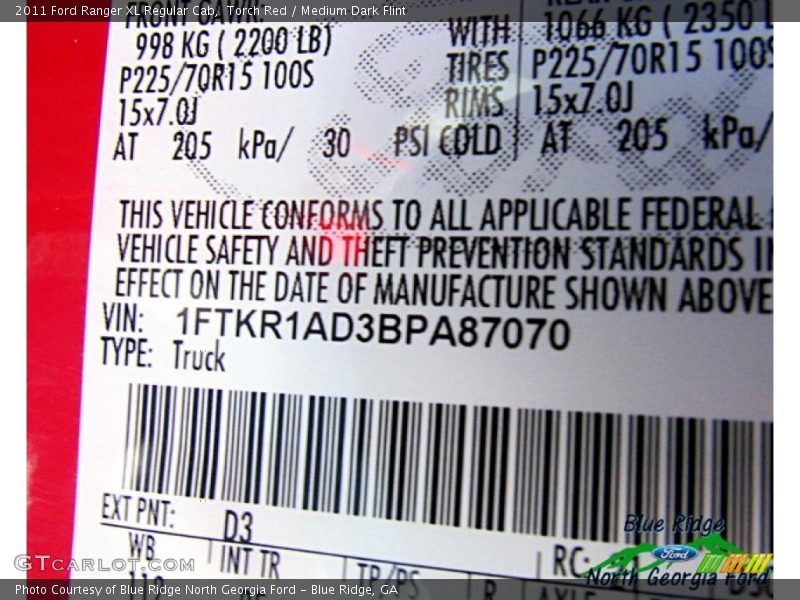 2011 Ford Ranger XL Regular Cab, Torch Red / Medium Dark Flint
998 KG ( 2200 LB) WITH 1066 KG ( 2350
P225/70R15 100S TIRES P225/70R15 100S
15x7.0J RIMS 15x7.0J
AT 205 kPa/ 30 PSI COLD AT 205 kPa/
THIS VEHICLE CONFORMS TO ALL APPLICABLE FEDERAL
VEHICLE SAFETY AND THEFT PREVENTION STANDARDS IN
EFFECT ON THE DATE OF MANUFACTURE SHOWN ABOVE
VIN: 1FTKR1AD3BPA87070
TYPE: Truck
EXT PNT: D3
WB INT TR TP/PS R RC:
Blue Ridge
Ford
North Georgia Ford
GTcarlot.com
Photo Courtesy of Blue Ridge North Georgia Ford – Blue Ridge, GA